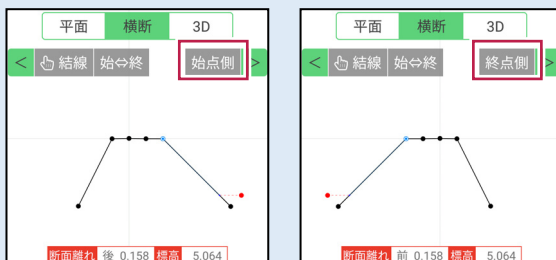 平面 横断 3D
< 結線 始⇔終 始点側 >
断面離れ 後 0.158 標高 5.064
平面 横断 3D
< 結線 始⇔終 終点側 >
断面離れ 前 0.158 標高 5.064